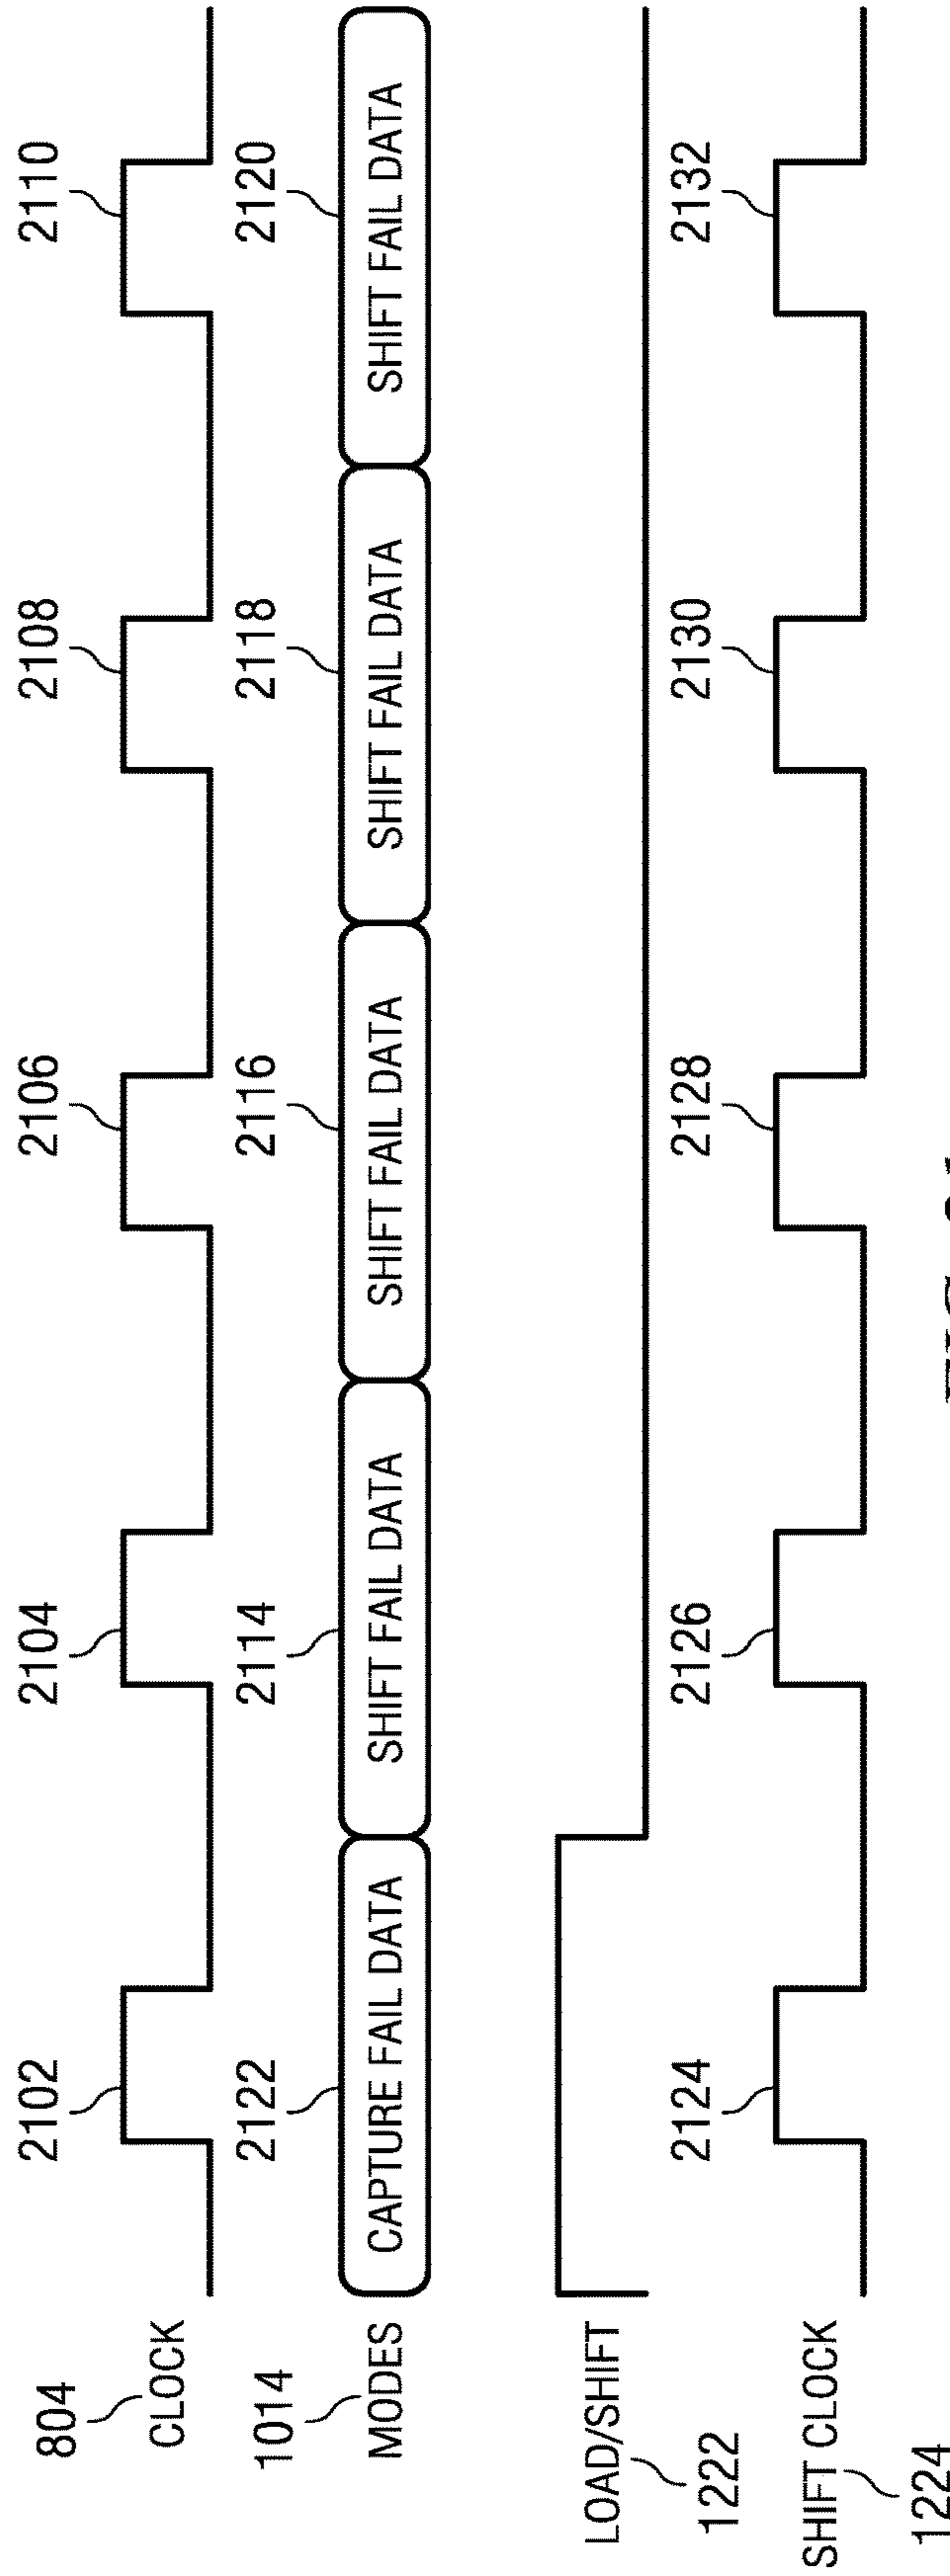 804
CLOCK
2102
2104
2106
2108
2110
1014
MODES
2122
2114
2116
2118
2120
CAPTURE FAIL DATA
SHIFT FAIL DATA
SHIFT FAIL DATA
SHIFT FAIL DATA
SHIFT FAIL DATA
LOAD/SHIFT
1222
SHIFT CLOCK
1224
2124
2126
2128
2130
2132